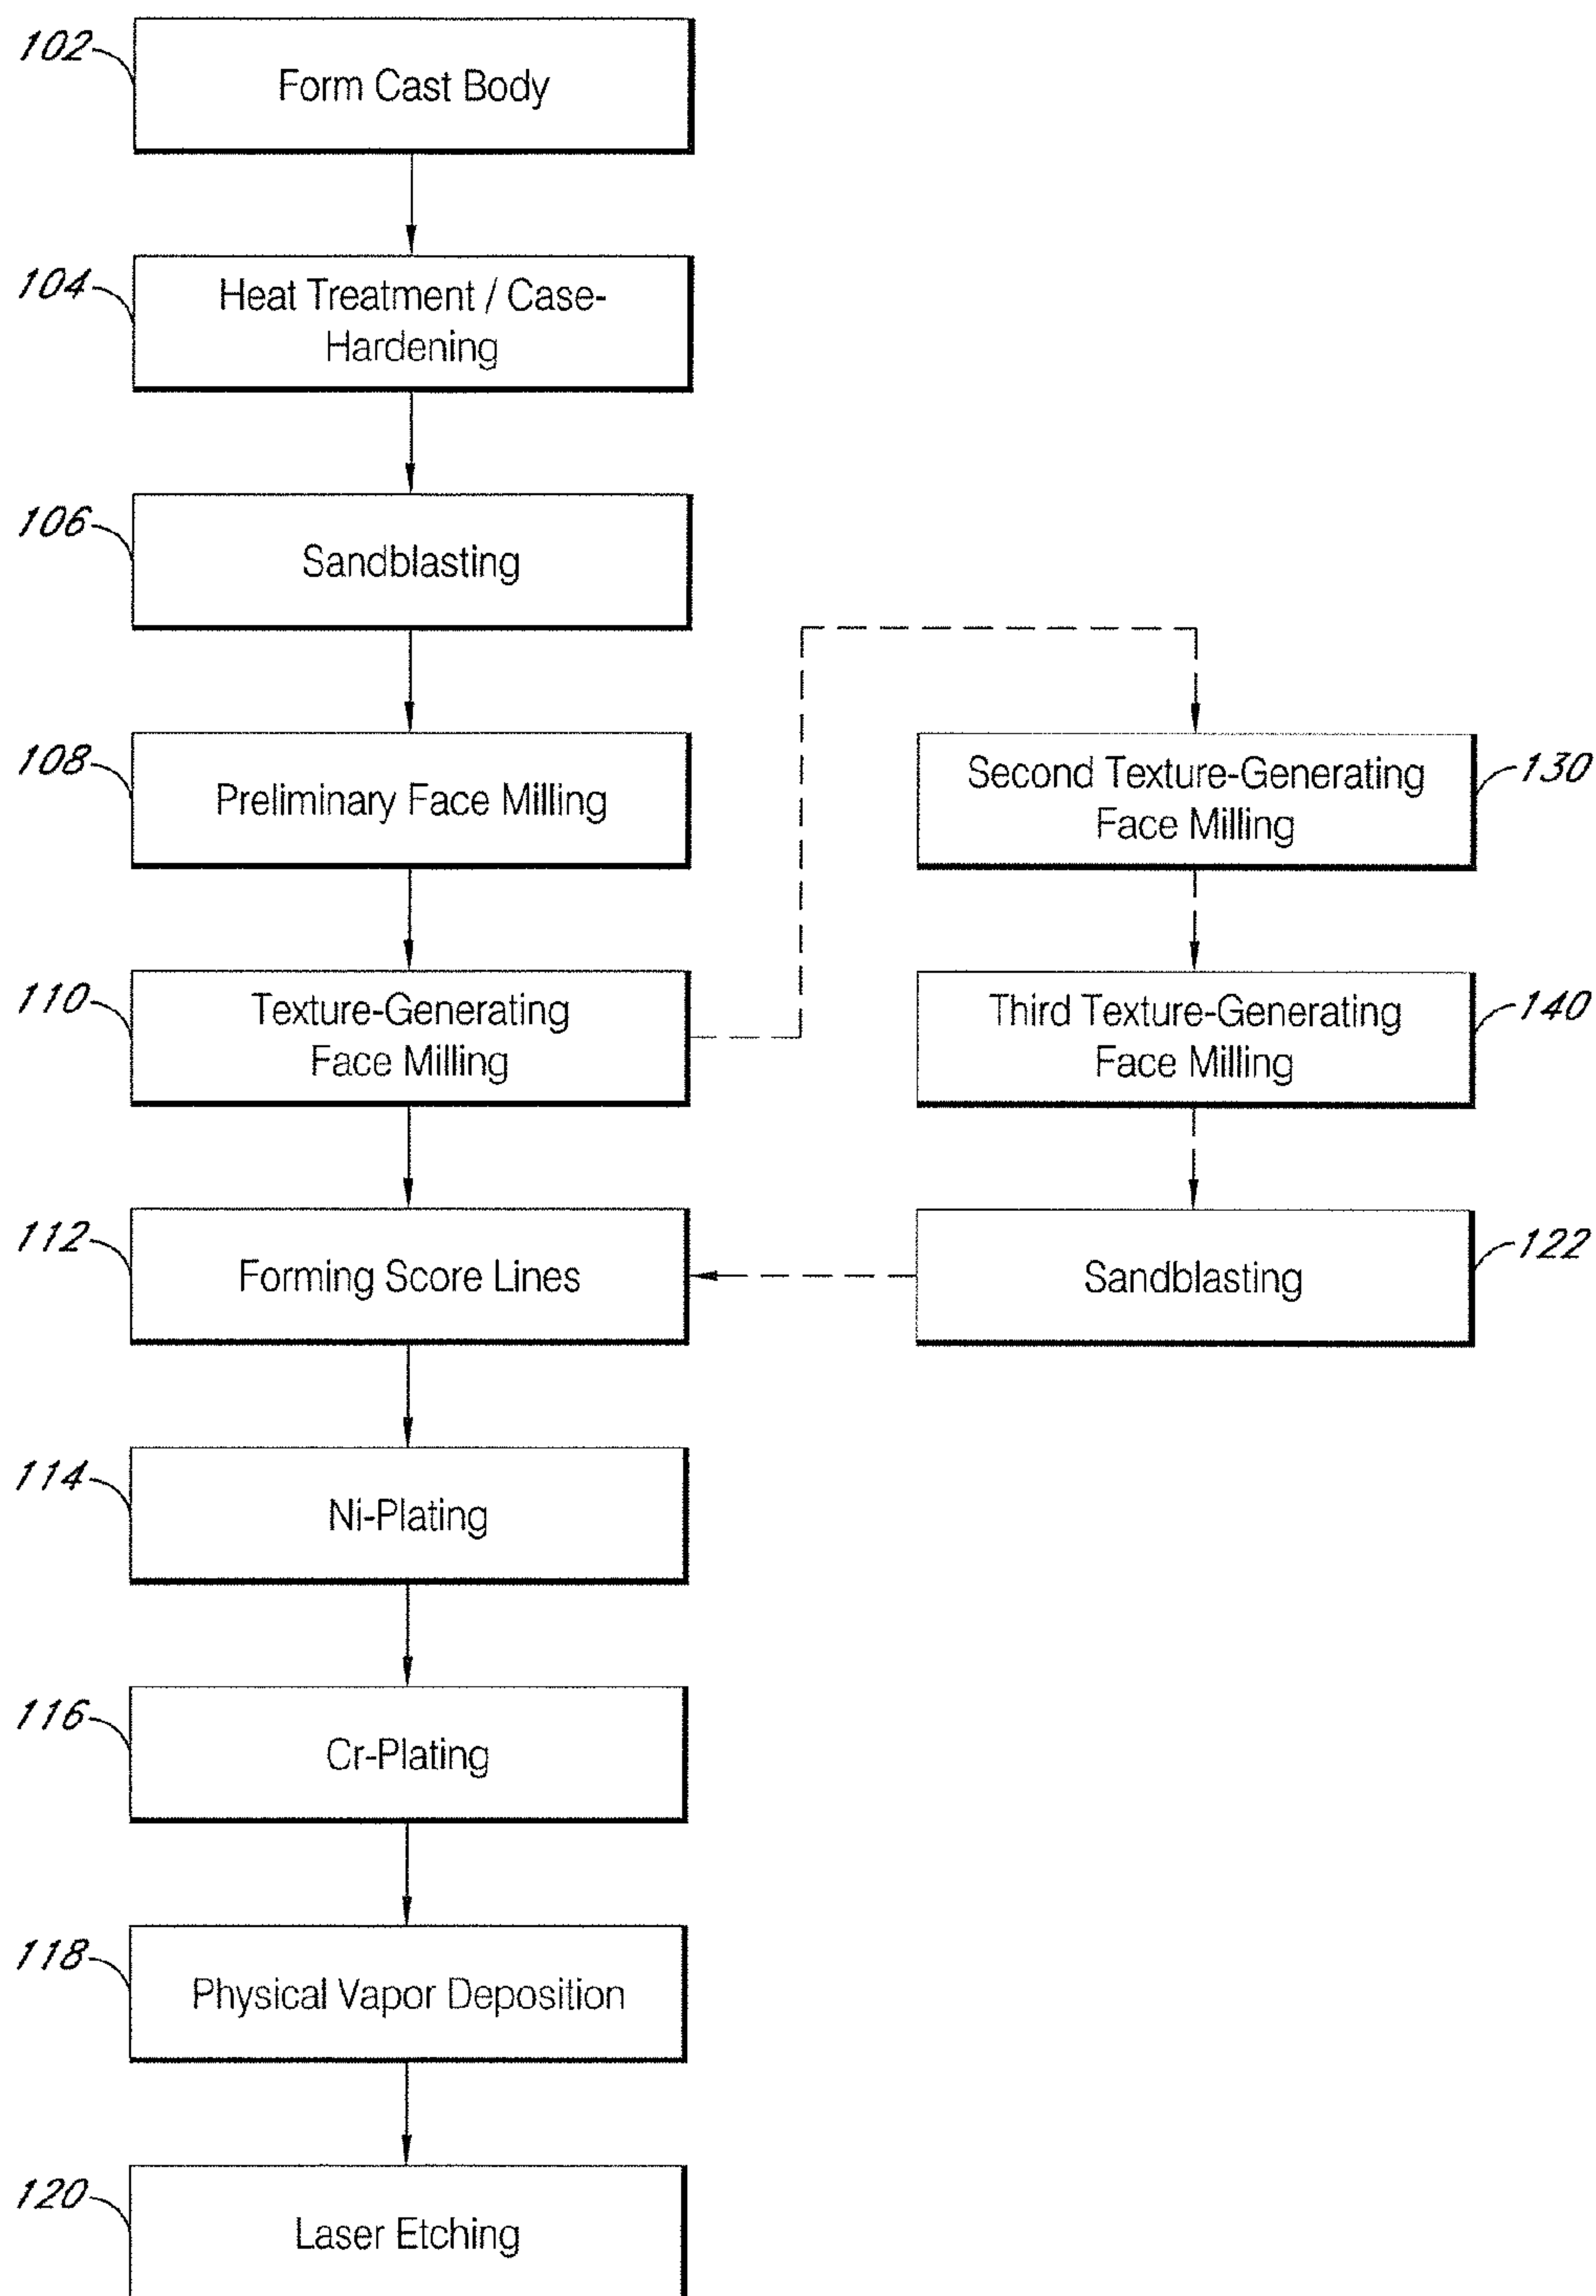 102
Form Cast Body
104
Heat Treatment / Case-
Hardening
106
Sandblasting
108
Preliminary Face Milling
110
Texture-Generating
Face Milling
Second Texture-Generating
Face Milling
130
Third Texture-Generating
Face Milling
140
Sandblasting
122
112
Forming Score Lines
114
Ni-Plating
116
Cr-Plating
118
Physical Vapor Deposition
120
Laser Etching